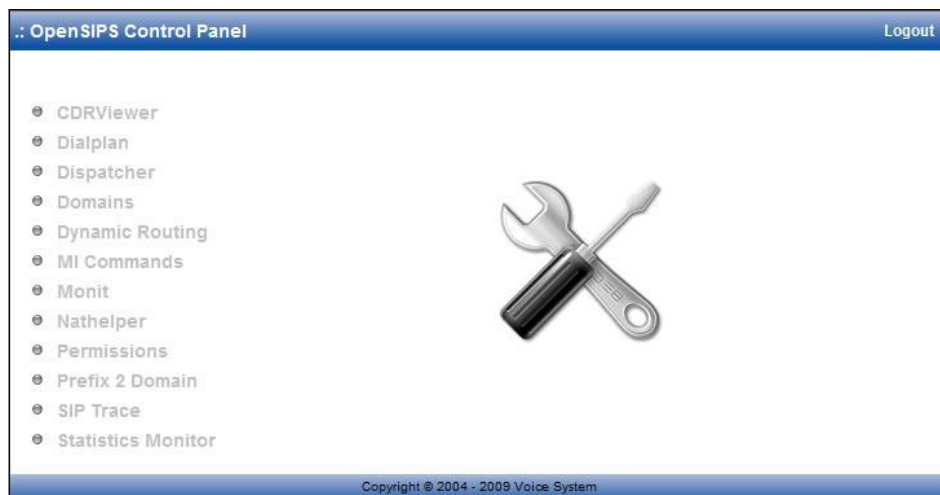 .: OpenSIPS Control Panel
Logout
CDRViewer
Dialplan
Dispatcher
Domains
Dynamic Routing
MI Commands
Monit
Nathelper
Permissions
Prefix 2 Domain
SIP Trace
Statistics Monitor
Copyright © 2004 - 2009 Voice System